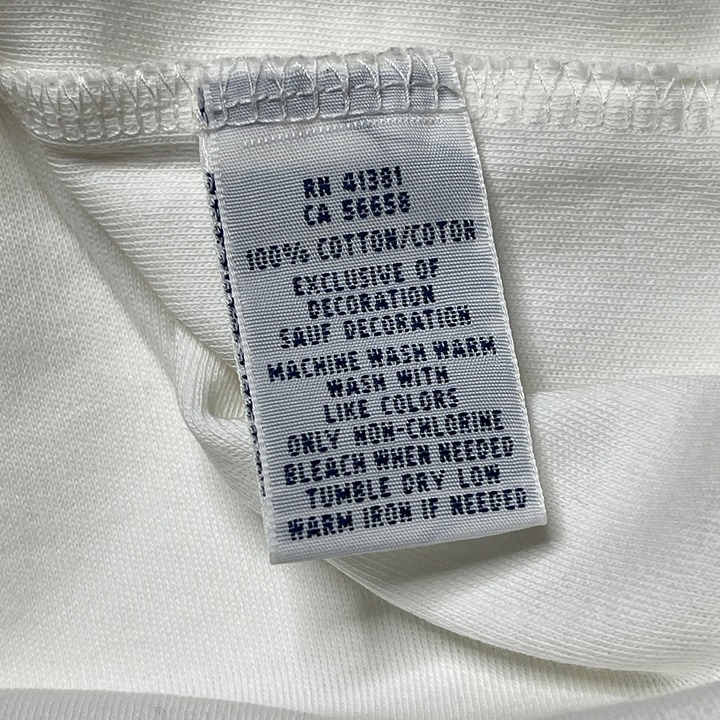 RN 41381
CA 56658
100% COTTON/COTON
EXCLUSIVE OF
DECORATION
SAUF DECORATION
MACHINE WASH WARM
WASH WITH
LIKE COLORS
ONLY NON-CHLORINE
BLEACH WHEN NEEDED
TUMBLE DRY LOW
WARM IRON IF NEEDED